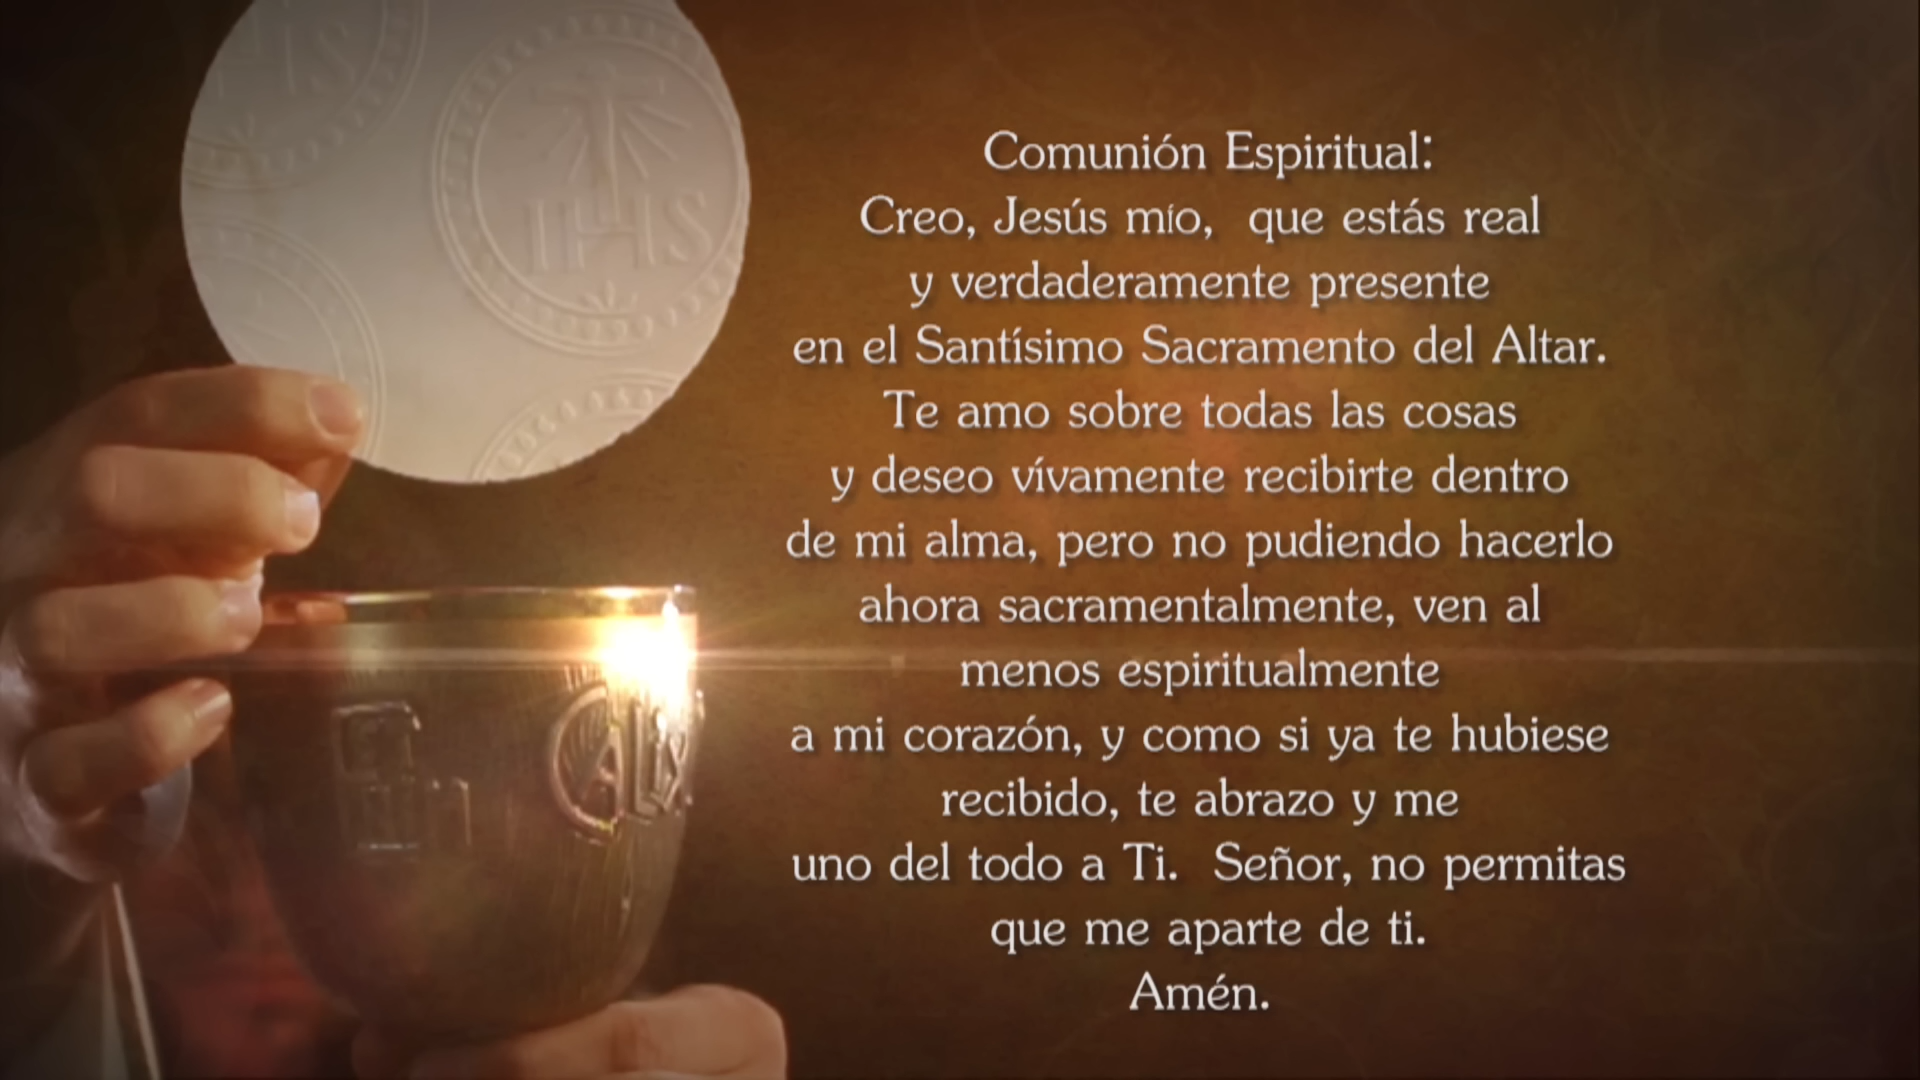 IHS
Comunión Espiritual:
Creo, Jesús mío,  que estás real
y verdaderamente presente
en el Santísimo Sacramento del Altar.
Te amo sobre todas las cosas
y deseo vívamente recibirte dentro
de mi alma, pero no pudiendo hacerlo
ahora sacramentalmente, ven al
menos espiritualmente
a mi corazón, y como si ya te hubiese
recibido, te abrazo y me
uno del todo a Ti.  Señor, no permitas
que me aparte de ti.
Amén.